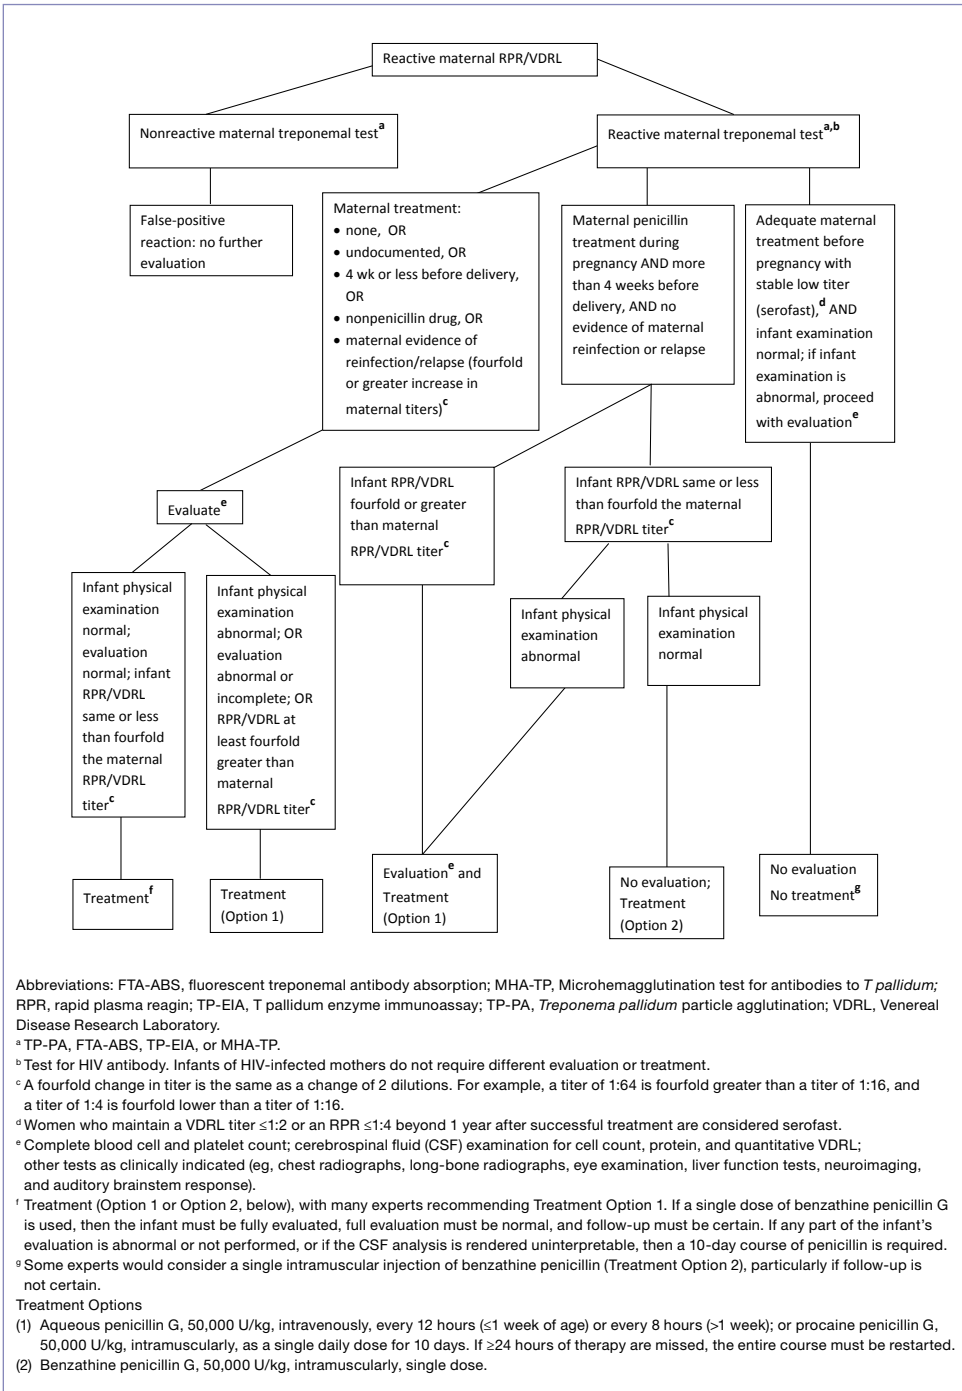 Reactive maternal RPR/VDRL
Nonreactive maternal treponemal testᵃ
Reactive maternal treponemal testᵃ,ᵇ
False-positive
reaction: no further
evaluation
Maternal treatment:
• none, OR
• undocumented, OR
• 4 wk or less before delivery,
OR
• nonpenicillin drug, OR
• maternal evidence of
reinfection/relapse (fourfold
or greater increase in
maternal titers)ᶜ
Maternal penicillin
treatment during
pregnancy AND more
than 4 weeks before
delivery, AND no
evidence of maternal
reinfection or relapse
Adequate maternal
treatment before
pregnancy with
stable low titer
(serofast),ᵈ AND
infant examination
normal; if infant
examination is
abnormal, proceed
with evaluationᵉ
Evaluateᵉ
Infant RPR/VDRL
fourfold or greater
than maternal
RPR/VDRL titerᶜ
Infant RPR/VDRL same or less
than fourfold the maternal
RPR/VDRL titerᶜ
Infant physical
examination
normal;
evaluation
normal; infant
RPR/VDRL
same or less
than fourfold
the maternal
RPR/VDRL
titerᶜ
Infant physical
examination
abnormal; OR
evaluation
abnormal or
incomplete; OR
RPR/VDRL at
least fourfold
greater than
maternal
RPR/VDRL titerᶜ
Infant physical
examination
abnormal
Infant physical
examination
normal
Treatmentᶠ
Treatment
(Option 1)
Evaluationᵉ and
Treatment
(Option 1)
No evaluation;
Treatment
(Option 2)
No evaluation
No treatmentᵍ
Abbreviations: FTA-ABS, fluorescent treponemal antibody absorption; MHA-TP, Microhemagglutination test for antibodies to T pallidum;
RPR, rapid plasma reagin; TP-EIA, T pallidum enzyme immunoassay; TP-PA, Treponema pallidum particle agglutination; VDRL, Venereal
Disease Research Laboratory.
ᵃ TP-PA, FTA-ABS, TP-EIA, or MHA-TP.
ᵇ Test for HIV antibody. Infants of HIV-infected mothers do not require different evaluation or treatment.
ᶜ A fourfold change in titer is the same as a change of 2 dilutions. For example, a titer of 1:64 is fourfold greater than a titer of 1:16, and
a titer of 1:4 is fourfold lower than a titer of 1:16.
ᵈ Women who maintain a VDRL titer ≤1:2 or an RPR ≤1:4 beyond 1 year after successful treatment are considered serofast.
ᵉ Complete blood cell and platelet count; cerebrospinal fluid (CSF) examination for cell count, protein, and quantitative VDRL;
other tests as clinically indicated (eg, chest radiographs, long-bone radiographs, eye examination, liver function tests, neuroimaging,
and auditory brainstem response).
ᶠ Treatment (Option 1 or Option 2, below), with many experts recommending Treatment Option 1. If a single dose of benzathine penicillin G
is used, then the infant must be fully evaluated, full evaluation must be normal, and follow-up must be certain. If any part of the infant's
evaluation is abnormal or not performed, or if the CSF analysis is rendered uninterpretable, then a 10-day course of penicillin is required.
ᵍ Some experts would consider a single intramuscular injection of benzathine penicillin (Treatment Option 2), particularly if follow-up is
not certain.
Treatment Options
(1) Aqueous penicillin G, 50,000 U/kg, intravenously, every 12 hours (≤1 week of age) or every 8 hours (>1 week); or procaine penicillin G,
50,000 U/kg, intramuscularly, as a single daily dose for 10 days. If ≥24 hours of therapy are missed, the entire course must be restarted.
(2) Benzathine penicillin G, 50,000 U/kg, intramuscularly, single dose.